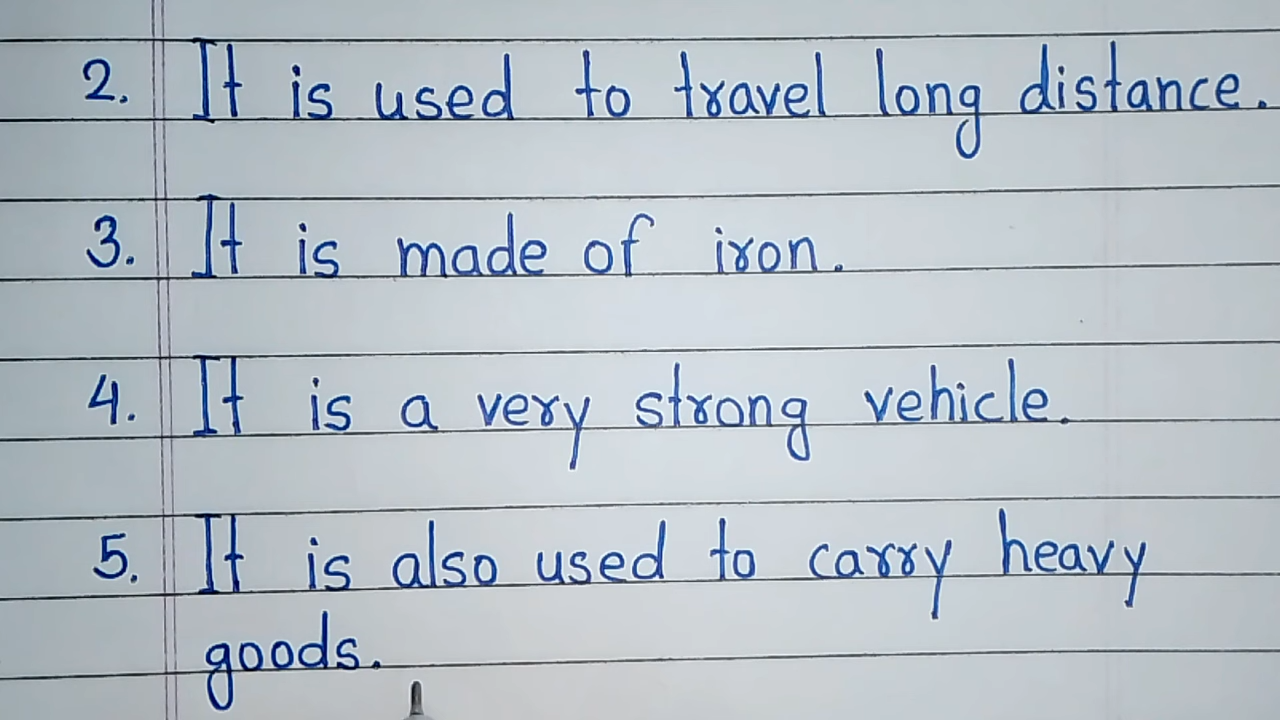 2. It is used to travel long distance.
3. It is made of iron.
4. It is a very strong vehicle.
5. It is also used to carry heavy
goods.